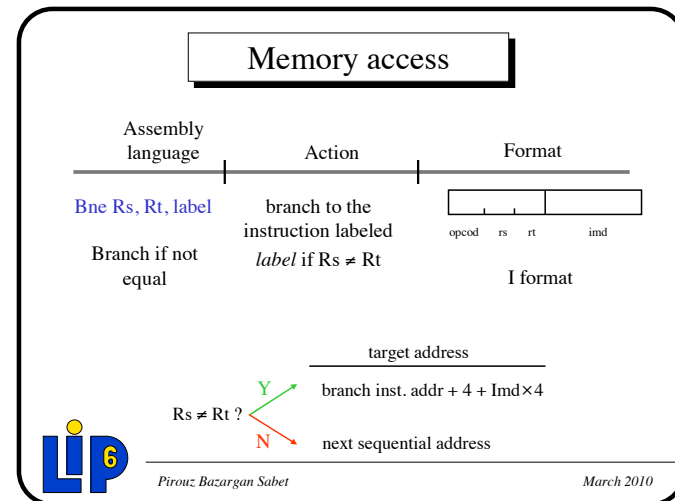 Memory access
Assembly
language
Action
Format
Bne Rs, Rt, label
Branch if not
equal
branch to the
instruction labeled
label if Rs ≠ Rt
opcod rs rt imd
I format
target address
Rs ≠ Rt ?
Y
branch inst. addr + 4 + Imd×4
N
next sequential address
LIP6
Pirouz Bazargan Sabet
March 2010